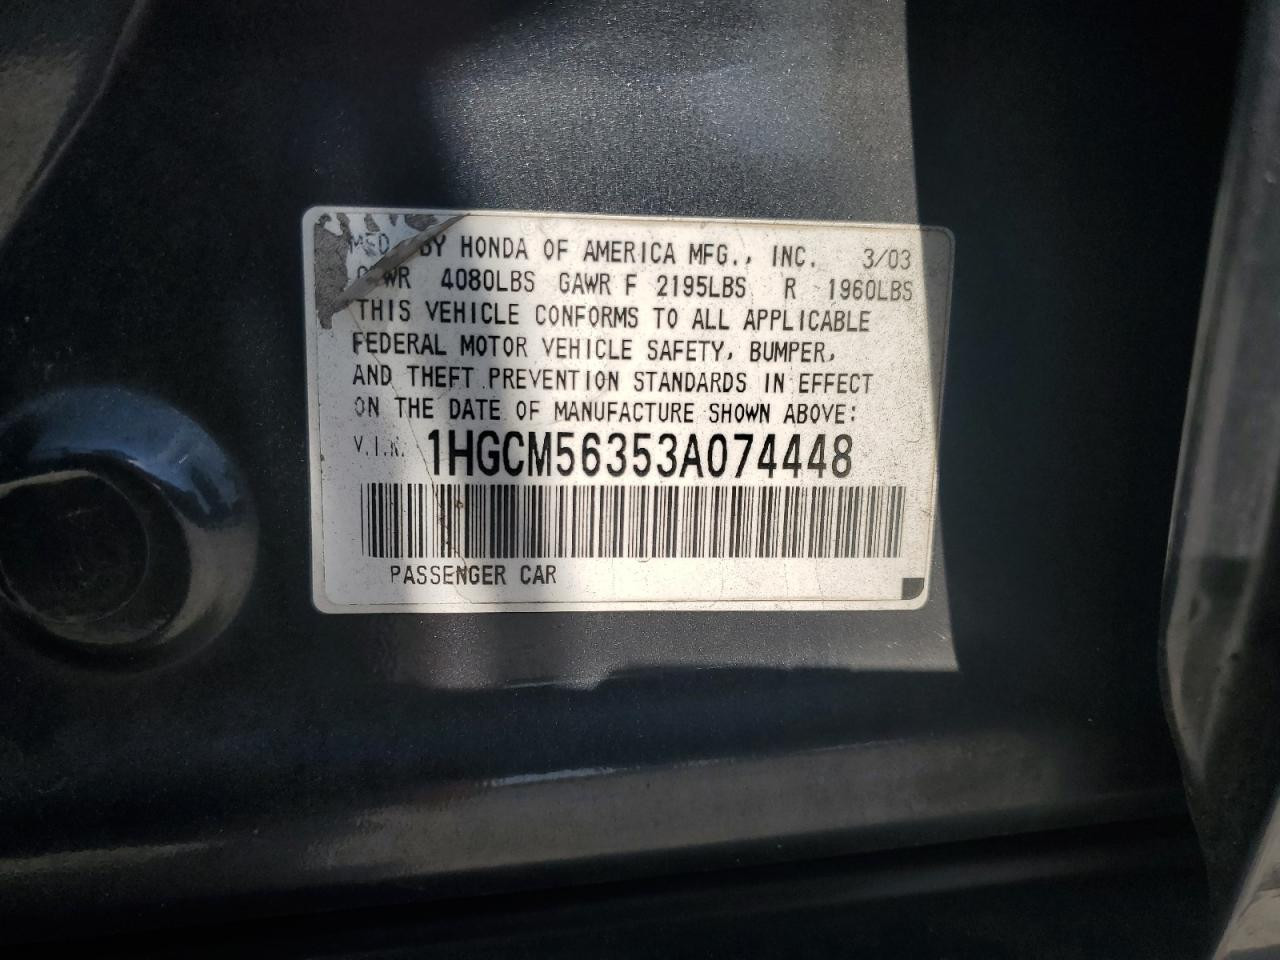 MFD. BY HONDA OF AMERICA MFG., INC. 3/03
GVWR 4080LBS GAWR F 2195LBS R 1960LBS
THIS VEHICLE CONFORMS TO ALL APPLICABLE
FEDERAL MOTOR VEHICLE SAFETY, BUMPER,
AND THEFT PREVENTION STANDARDS IN EFFECT
ON THE DATE OF MANUFACTURE SHOWN ABOVE:
V.I.N. 1HGCM56353A074448
PASSENGER CAR